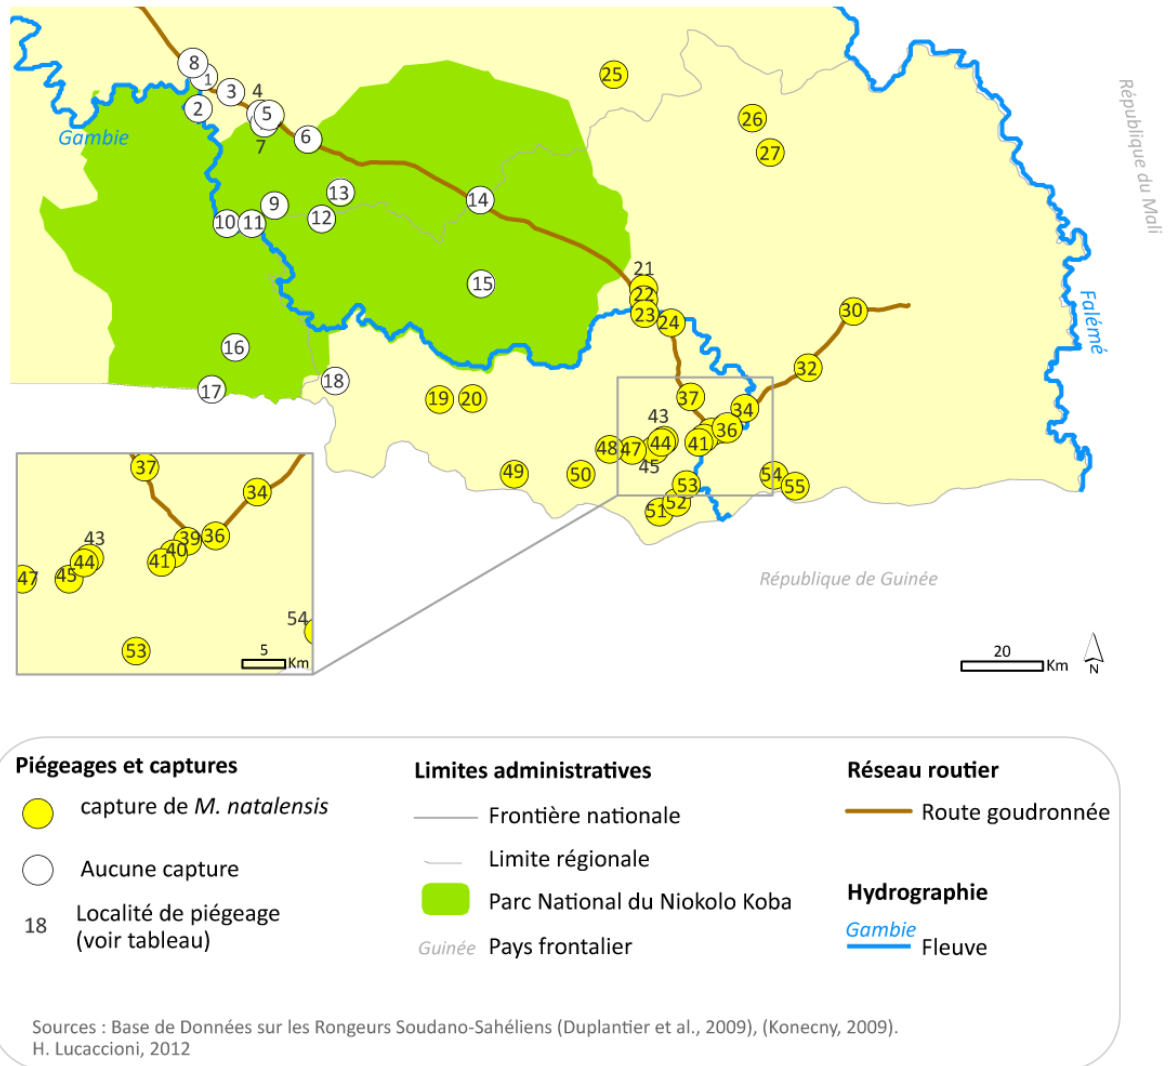 8
1
3
4
5
2
7
6
Gambie
25
26
27
République du Mali
13
9
12
10
11
14
15
21
22
23
24
30
Falémé
16
17
18
19
20
32
37
34
43
36
48
47
44
41
45
49
50
53
54
55
52
51
37
34
43
39
36
40
44
41
47
45
54
53
5
Km
République de Guinée
20
Km
N
Piégeages et captures
capture de M. natalensis
Aucune capture
18
Localité de piégeage
(voir tableau)
Limites administratives
Frontière nationale
Limite régionale
Parc National du Niokolo Koba
Guinée
Pays frontalier
Réseau routier
Route goudronnée
Hydrographie
Gambie
Fleuve
Sources : Base de Données sur les Rongeurs Soudano-Sahéliens (Duplantier et al., 2009), (Konecny, 2009).
H. Lucaccioni, 2012